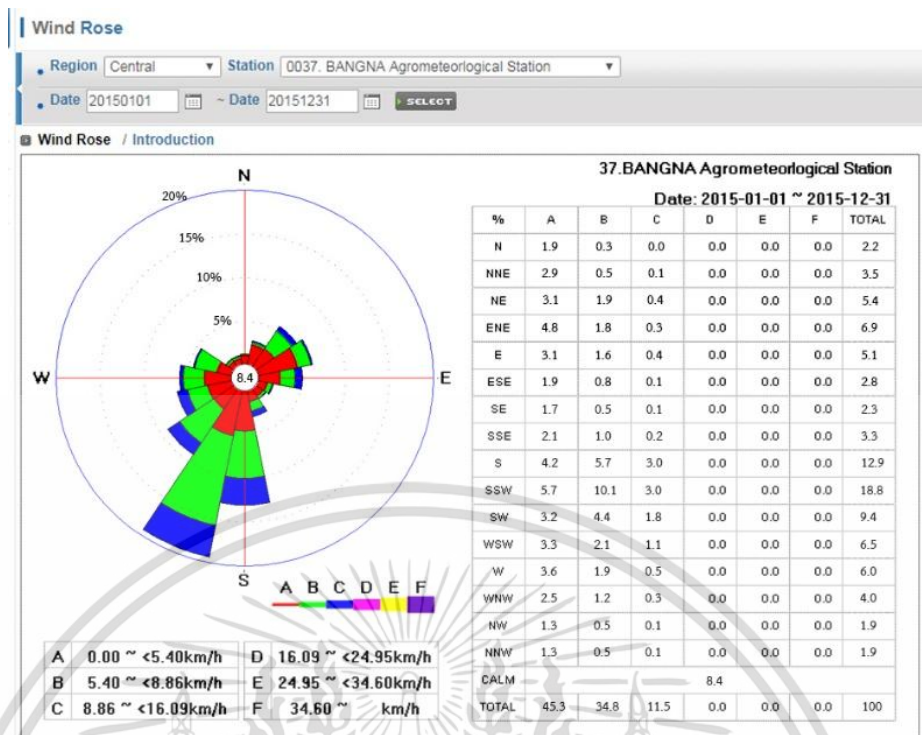 Wind Rose
Region Central Station 0037. BANGNA Agrometeorlogical Station
Date 20150101 ~ Date 20151231 SELECT
Wind Rose / Introduction
37.BANGNA Agrometeorlogical Station
Date: 2015-01-01 ~ 2015-12-31
N
20%
15%
10%
5%
W
8.4
E
S
A B C D E F
% A B C D E F TOTAL
N 1.9 0.3 0.0 0.0 0.0 0.0 2.2
NNE 2.9 0.5 0.1 0.0 0.0 0.0 3.5
NE 3.1 1.9 0.4 0.0 0.0 0.0 5.4
ENE 4.8 1.8 0.3 0.0 0.0 0.0 6.9
E 3.1 1.6 0.4 0.0 0.0 0.0 5.1
ESE 1.9 0.8 0.1 0.0 0.0 0.0 2.8
SE 1.7 0.5 0.1 0.0 0.0 0.0 2.3
SSE 2.1 1.0 0.2 0.0 0.0 0.0 3.3
S 4.2 5.7 3.0 0.0 0.0 0.0 12.9
SSW 5.7 10.1 3.0 0.0 0.0 0.0 18.8
SW 3.2 4.4 1.8 0.0 0.0 0.0 9.4
WSW 3.3 2.1 1.1 0.0 0.0 0.0 6.5
W 3.6 1.9 0.5 0.0 0.0 0.0 6.0
WNW 2.5 1.2 0.3 0.0 0.0 0.0 4.0
NW 1.3 0.5 0.1 0.0 0.0 0.0 1.9
NNW 1.3 0.5 0.1 0.0 0.0 0.0 1.9
CALM 8.4
TOTAL 45.3 34.8 11.5 0.0 0.0 0.0 100
A 0.00 ~ <5.40km/h D 16.09 ~ <24.95km/h
B 5.40 ~ <8.86km/h E 24.95 ~ <34.60km/h
C 8.86 ~ <16.09km/h F 34.60 ~ km/h